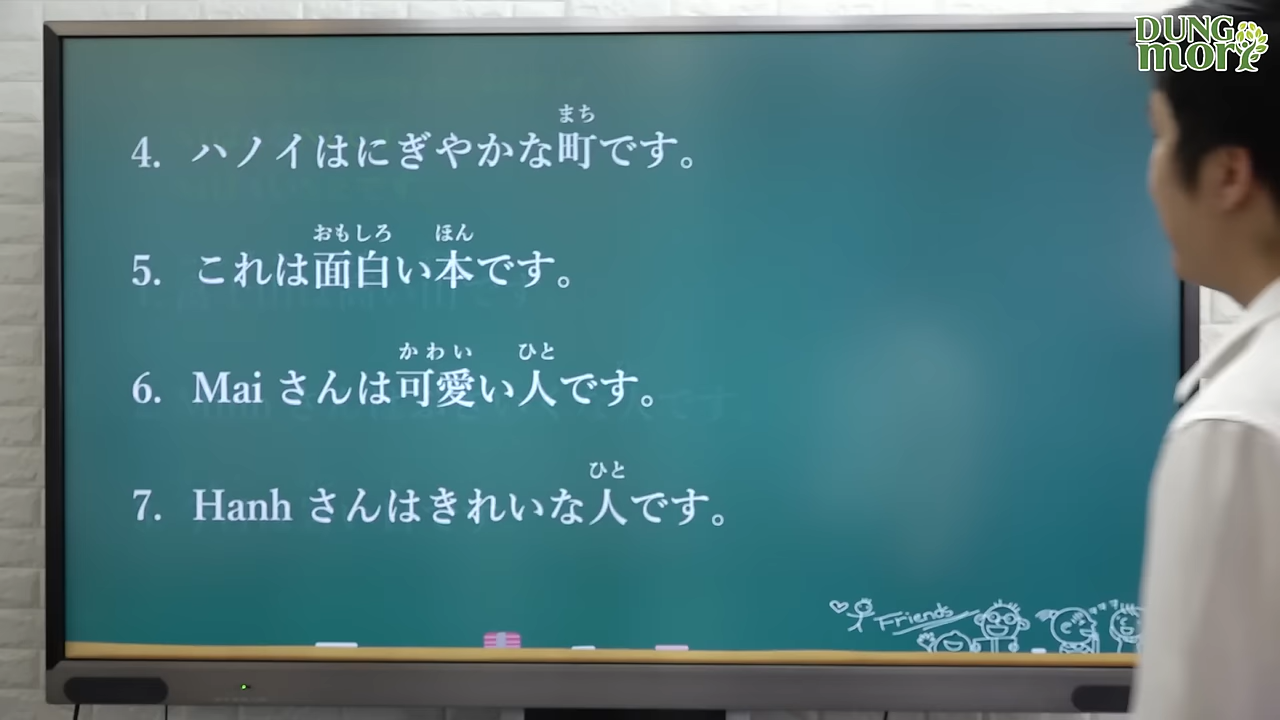 DUNG
mori
まち
4. ハノイはにぎやかな町です。
おもしろ ほん
5. これは面白い本です。
かわい ひと
6. Mai さんは可愛い人です。
ひと
7. Hanh さんはきれいな人です。
Friends